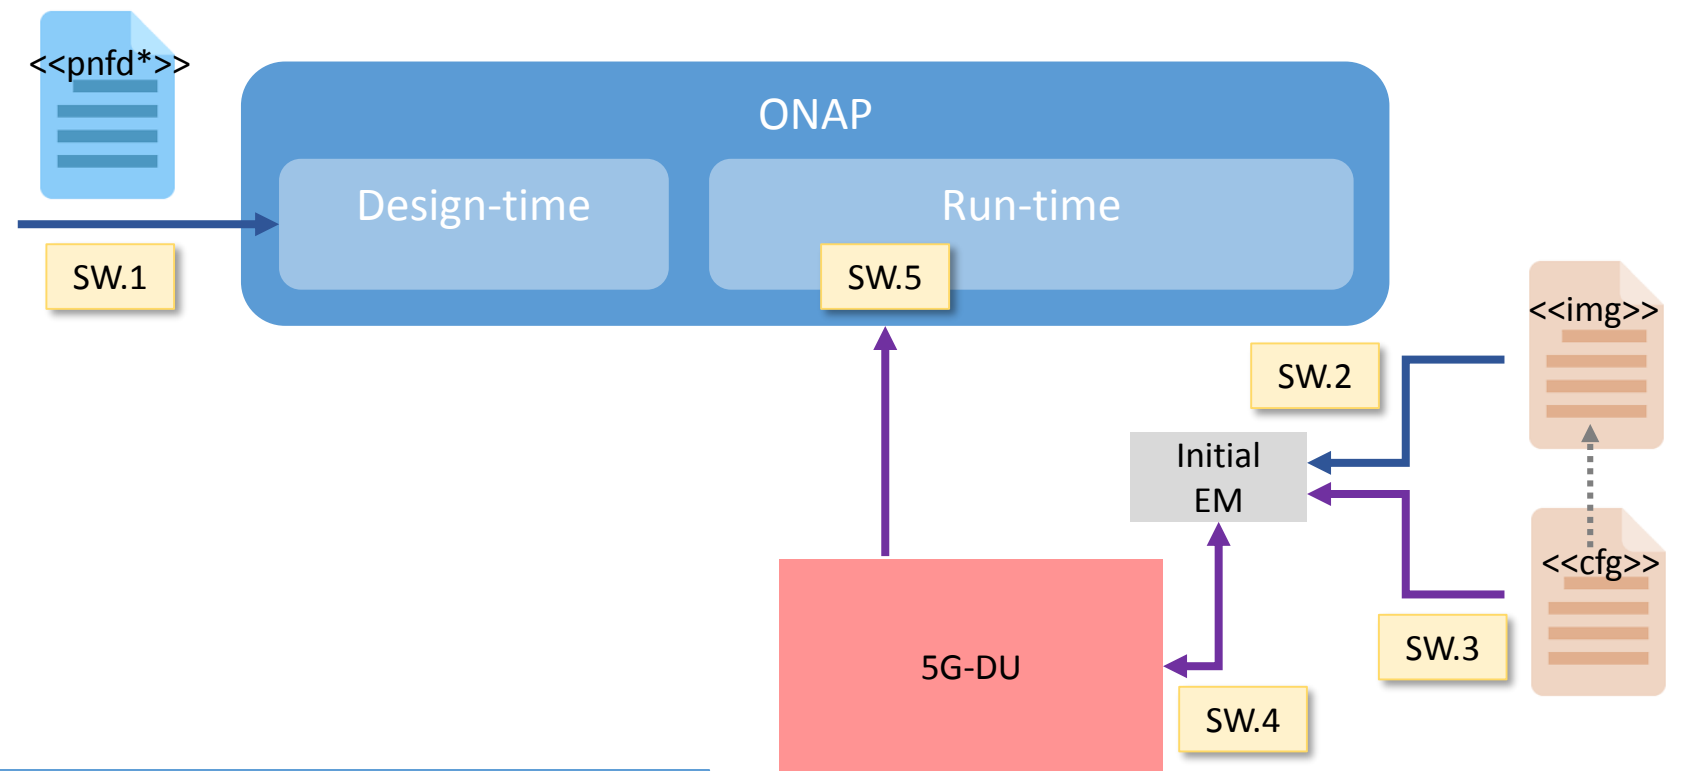 <<pnfd*>>
ONAP
Design-time
Run-time
SW.1
SW.5
<<img>>
SW.2
Initial
EM
<<cfg>>
SW.3
5G-DU
SW.4